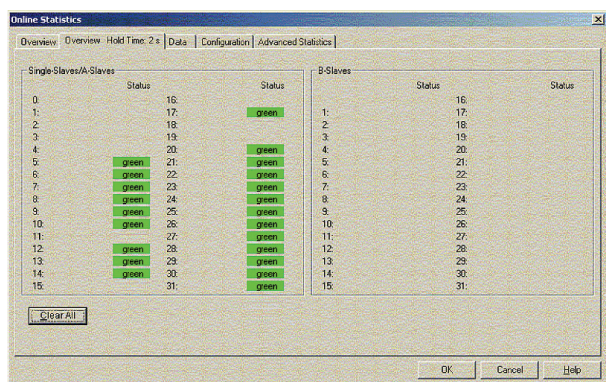 Online Statistics
Overview Overview Hold Time: 2 s Data Configuration Advanced Statistics
Single-Slaves/A-Slaves B-Slaves
Status Status Status Status
0: 16: 16:
1: 17: green 1: 17:
2: 18: 2: 18:
3: 19: 3: 19:
4: 20: green 4: 20:
5: green 21: green 5: 21:
6: green 22: green 6: 22:
7: green 23: green 7: 23:
8: green 24: green 8: 24:
9: green 25: green 9: 25:
10: green 26: green 10: 26:
11: 27: green 11: 27:
12: green 28: green 12: 28:
13: green 29: green 13: 29:
14: green 30: green 14: 30:
15: 31: green 15: 31:
Clear All
OK Cancel Help